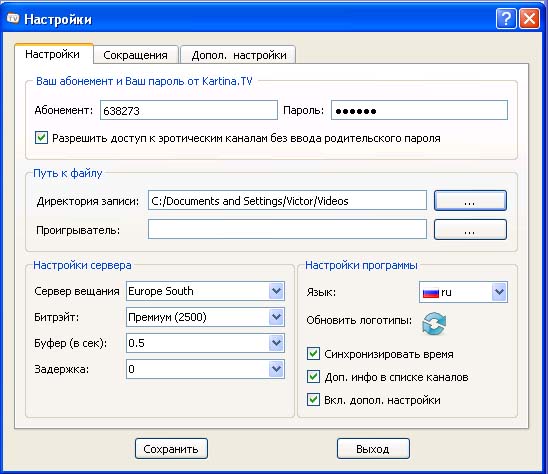 Настройки
Настройки Сокращения Допол. настройки
Ваш абонемент и Ваш пароль от Kartina.TV
Абонемент: 638273 Пароль: ●●●●●●
Разрешить доступ к эротическим каналам без ввода родительского пароля
Путь к файлу
Директория записи: C:/Documents and Settings/Victor/Videos ...
Проигрыватель: ...
Настройки сервера
Сервер вещания Europe South
Битрэйт: Премиум (2500)
Буфер (в сек): 0.5
Задержка: 0
Настройки программы
Язык: ru
Обновить логотипы:
Синхронизировать время
Доп. инфо в списке каналов
Вкл. допол. настройки
Сохранить Выход